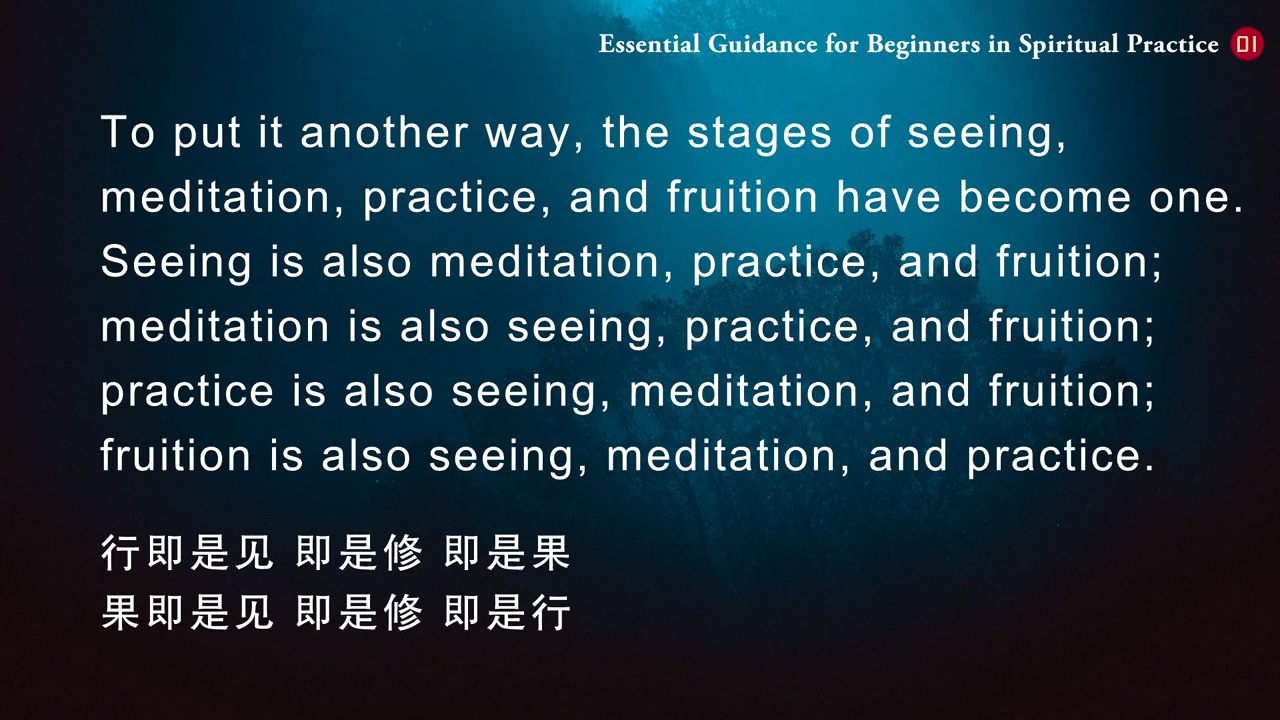 Essential Guidance for Beginners in Spiritual Practice 01
To put it another way, the stages of seeing,
meditation, practice, and fruition have become one.
Seeing is also meditation, practice, and fruition;
meditation is also seeing, practice, and fruition;
practice is also seeing, meditation, and fruition;
fruition is also seeing, meditation, and practice.
行即是见 即是修 即是果
果即是见 即是修 即是行